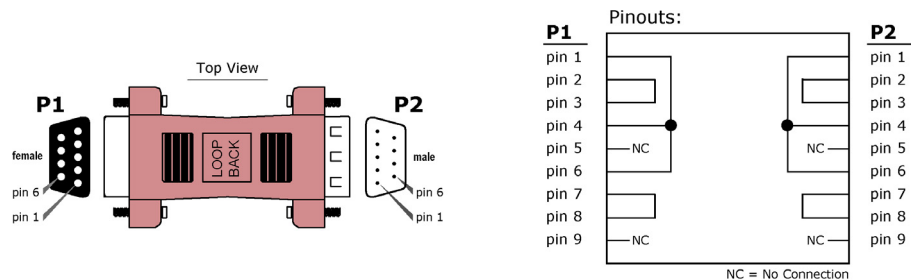 Top View
P1
P2
female
male
LOOP
BACK
pin 6
pin 1
pin 6
pin 1
Pinouts:
P1
pin 1
pin 2
pin 3
pin 4
pin 5
pin 6
pin 7
pin 8
pin 9
NC
NC
NC
NC
P2
pin 1
pin 2
pin 3
pin 4
pin 5
pin 6
pin 7
pin 8
pin 9
NC = No Connection